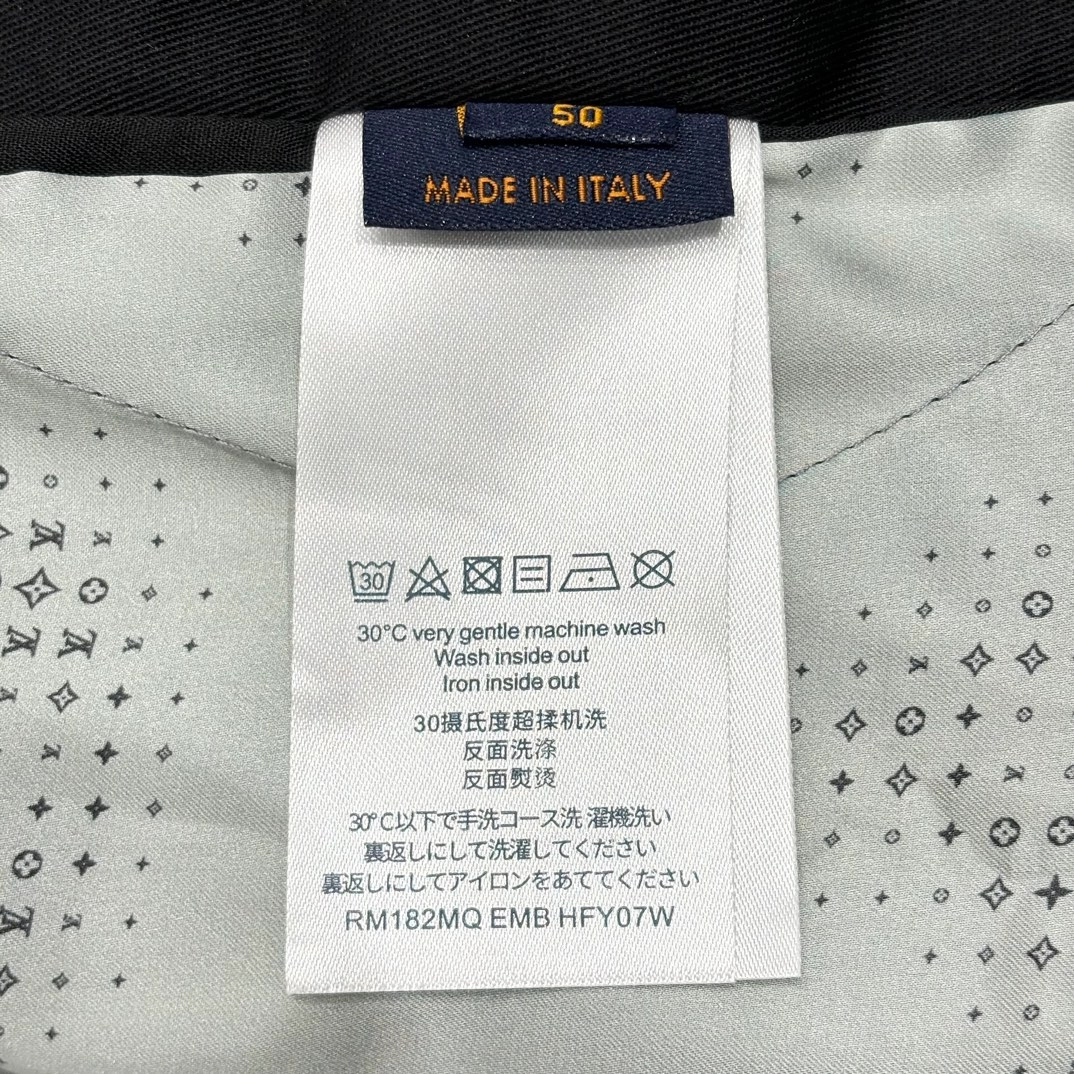 50
MADE IN ITALY
30
30°C very gentle machine wash
Wash inside out
Iron inside out
30摄氏度超揉机洗
反面洗涤
反面熨烫
30°C以下で手洗コース洗 濯機洗い
裏返しにして洗濯してください
裏返しにしてアイロンをあててください
RM182MQ EMB HFY07W